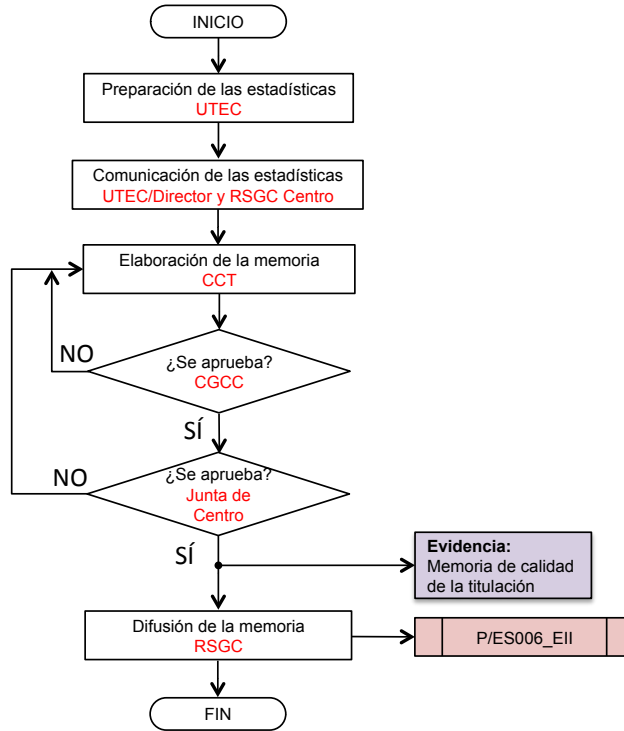 INICIO
Preparación de las estadísticas
UTEC
Comunicación de las estadísticas
UTEC/Director y RSGC Centro
Elaboración de la memoria
CCT
NO
¿Se aprueba?
CGCC
SÍ
NO
¿Se aprueba?
Junta de
Centro
SÍ
Evidencia:
Memoria de calidad
de la titulación
Difusión de la memoria
RSGC
P/ES006_EII
FIN